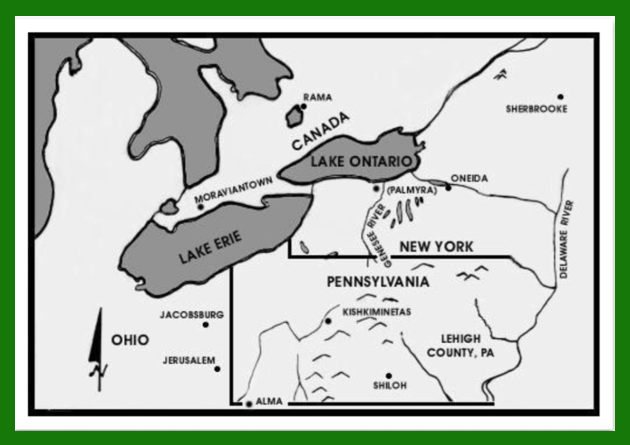 RAMA
CANADA
SHERBROOKE
LAKE ONTARIO
MORAVIANTOWN
ONEIDA
(PALMYRA)
LAKE ERIE
GENESEE RIVER
NEW YORK
DELAWARE RIVER
PENNSYLVANIA
JACOBSBURG
KISHKIMINETAS
OHIO
LEHIGH
COUNTY, PA
JERUSALEM
N
SHILOH
ALMA